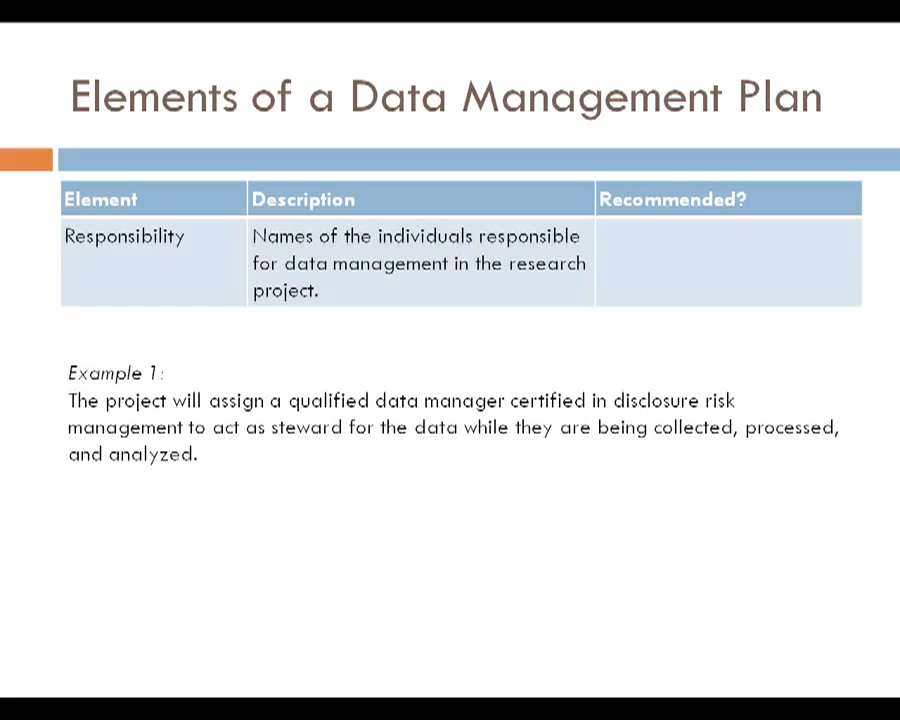 Elements of a Data Management Plan
Element Description Recommended?
Responsibility Names of the individuals responsible
for data management in the research
project.
Example 1:
The project will assign a qualified data manager certified in disclosure risk
management to act as steward for the data while they are being collected, processed,
and analyzed.